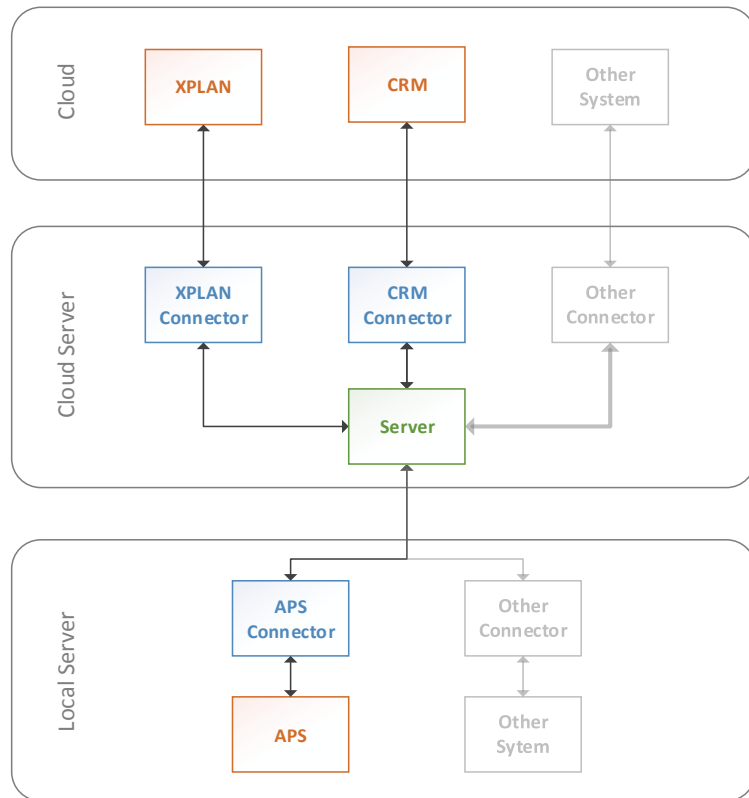 Cloud
XPLAN
CRM
Other
System
Cloud Server
XPLAN
Connector
CRM
Connector
Other
Connector
Server
Local Server
APS
Connector
Other
Connector
APS
Other
Sytem